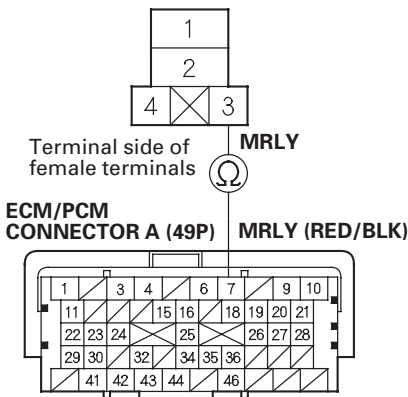 1
2
4 3
MRLY
Terminal side of
female terminals
Ω
ECM/PCM
CONNECTOR A (49P)
MRLY (RED/BLK)
1 3 4 6 7 9 10
11 15 16 18 19 20 21
22 23 24 25 26 27 28
29 30 32 34 35 36
41 42 43 44 46